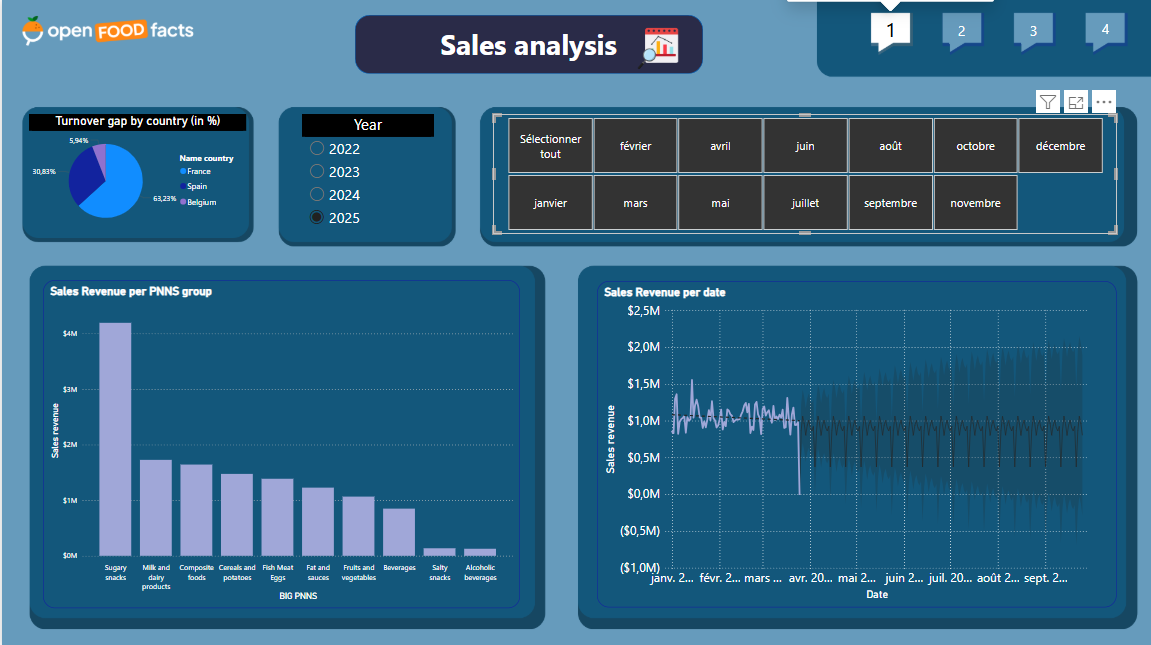 open FOOD facts
Sales analysis
1
2
3
4
Turnover gap by country (in %)
5,94%
30,83%
63,23%
Name country
France
Spain
Belgium
Year
2022
2023
2024
2025
Sélectionner
tout
février
avril
juin
août
octobre
décembre
janvier
mars
mai
juillet
septembre
novembre
Sales Revenue per PNNS group
Sales revenue
$4M
$3M
$2M
$1M
$0M
Sugary
snacks
Milk and
dairy
products
Composite
foods
Cereals and
potatoes
Fish Meat
Eggs
Fat and
sauces
Fruits and
vegetables
Beverages
Salty
snacks
Alcoholic
beverages
BIG PNNS
Sales Revenue per date
Sales revenue
$2,5M
$2,0M
$1,5M
$1,0M
$0,5M
$0,0M
($0,5M)
($1,0M)
janv. 2...
févr. 2...
mars ...
avr. 20...
mai 2...
juin 2...
juil. 20...
août 2...
sept. 2...
Date